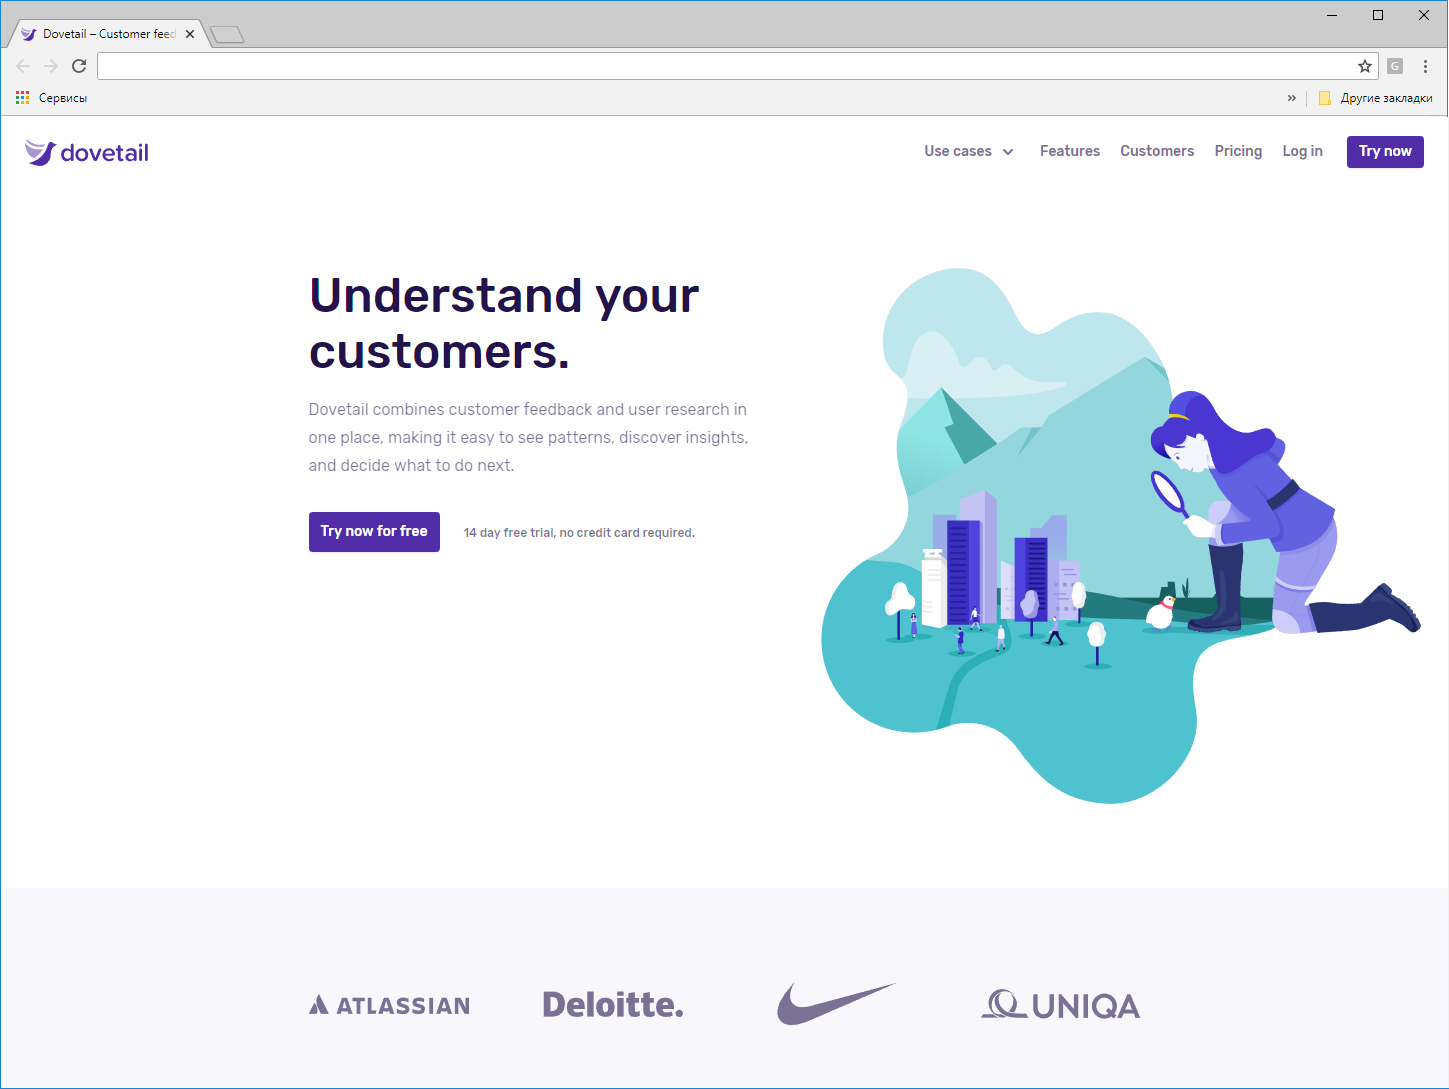 Dovetail – Customer feed
G
Сервисы
»
Другие закладки
dovetail
Use cases
Features
Customers
Pricing
Log in
Try now
Understand your
customers.
Dovetail combines customer feedback and user research in
one place, making it easy to see patterns, discover insights,
and decide what to do next.
Try now for free
14 day free trial, no credit card required.
ATLASSIAN
Deloitte.
UNIQA